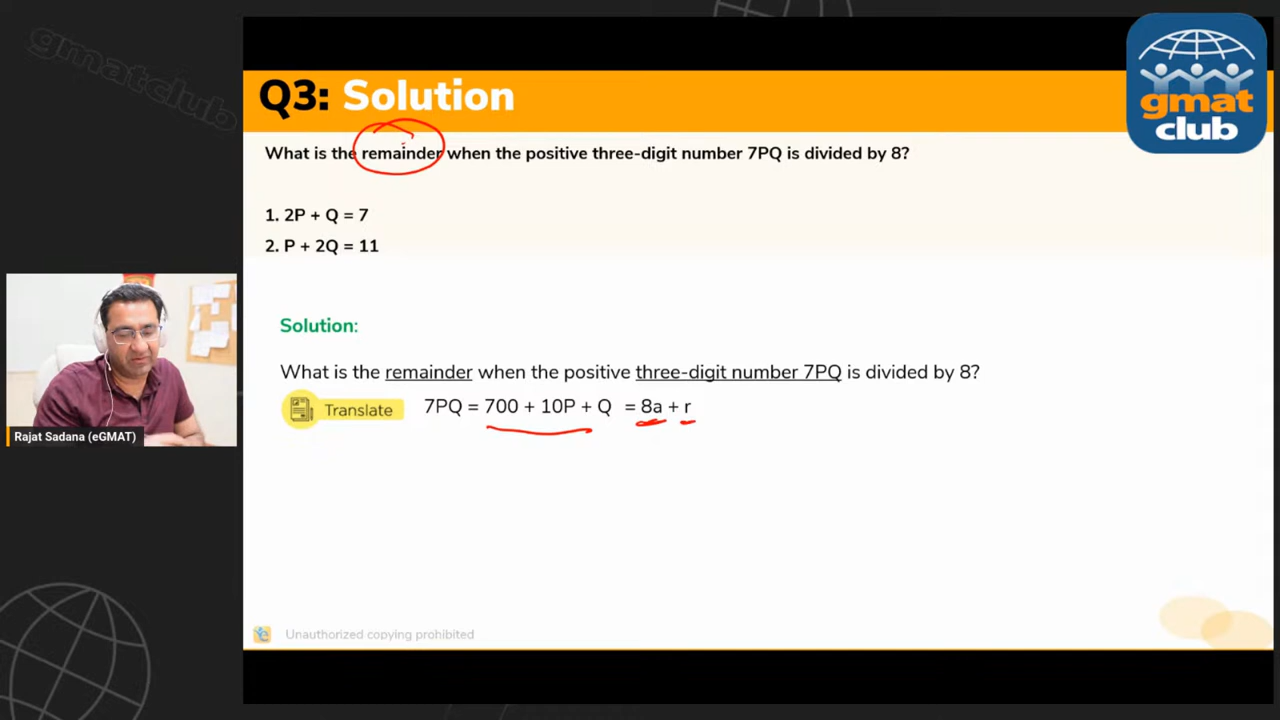 gmatclub
gmat
club
Q3: Solution
What is the remainder when the positive three-digit number 7PQ is divided by 8?
1. 2P + Q = 7
2. P + 2Q = 11
Solution:
What is the remainder when the positive three-digit number 7PQ is divided by 8?
Translate 7PQ = 700 + 10P + Q = 8a + r
Rajat Sadana (eGMAT)
e Unauthorized copying prohibited